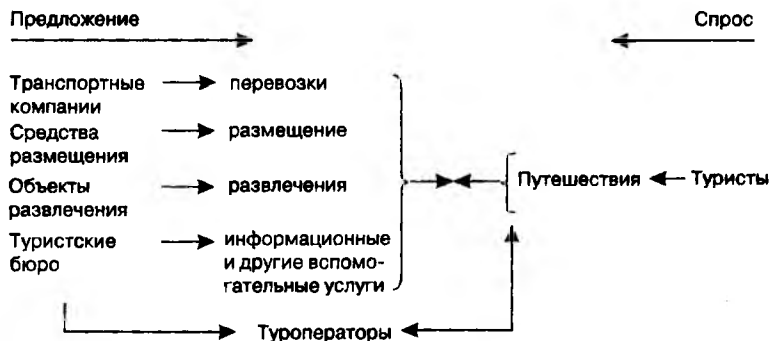 Предложение
Спрос
Транспортные
компании
перевозки
Средства
размещения
размещение
Объекты
развлечения
развлечения
Туристские
бюро
информационные
и другие вспомо-
гательные услуги
Путешествия
Туристы
Туроператоры